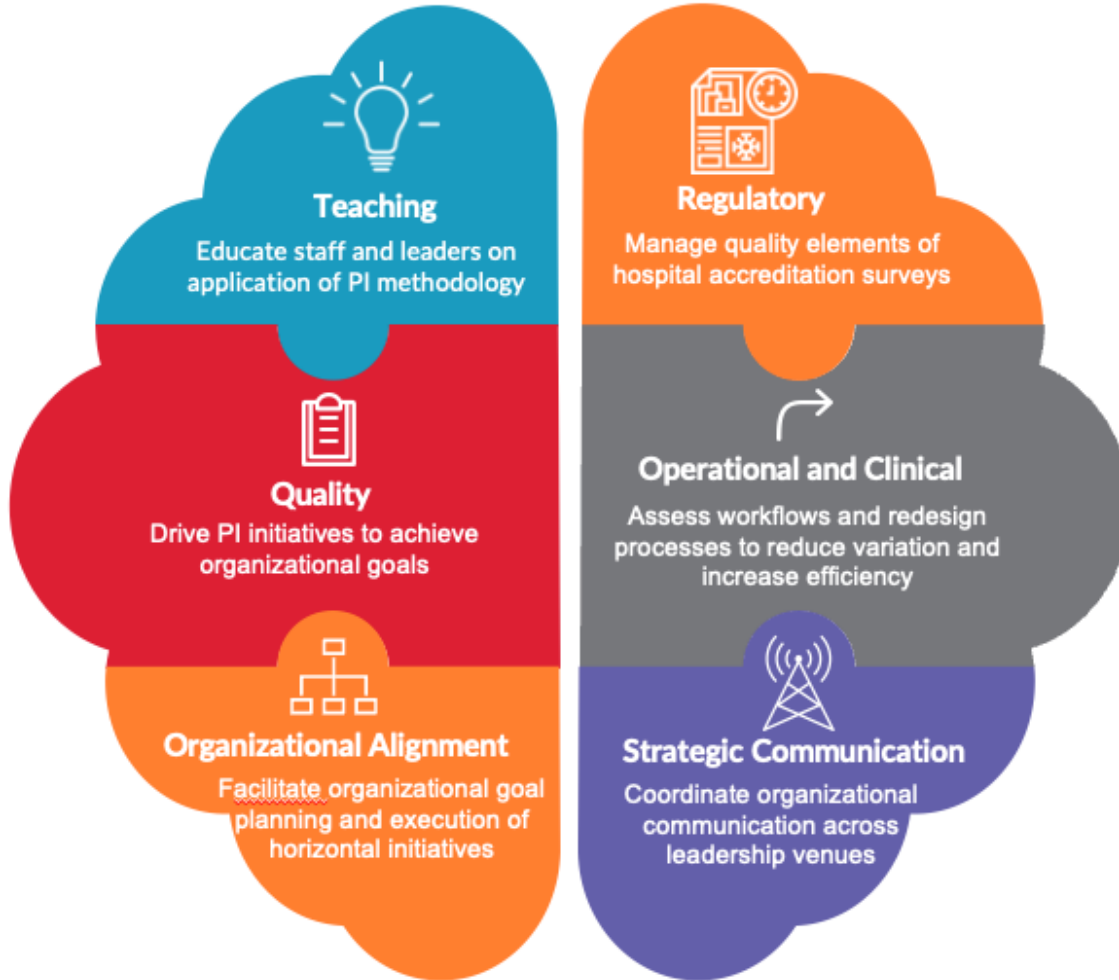 Teaching
Educate staff and leaders on
application of PI methodology
Quality
Drive PI initiatives to achieve
organizational goals
Organizational Alignment
Facilitate organizational goal
planning and execution of
horizontal initiatives
Regulatory
Manage quality elements of
hospital accreditation surveys
Operational and Clinical
Assess workflows and redesign
processes to reduce variation and
increase efficiency
Strategic Communication
Coordinate organizational
communication across
leadership venues